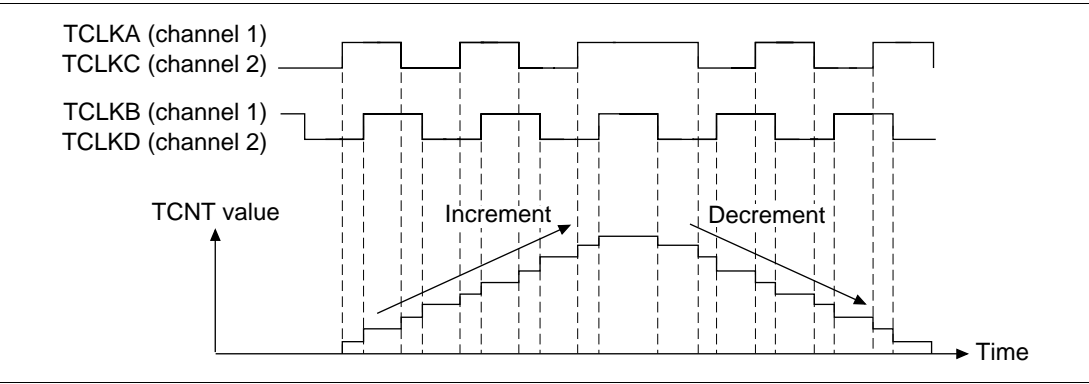 TCLKA (channel 1)
TCLKC (channel 2)
TCLKB (channel 1)
TCLKD (channel 2)
TCNT value
Increment
Decrement
Time